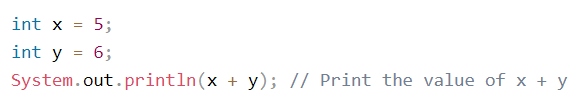 int x = 5;
int y = 6;
System.out.println(x + y); // Print the value of x + y